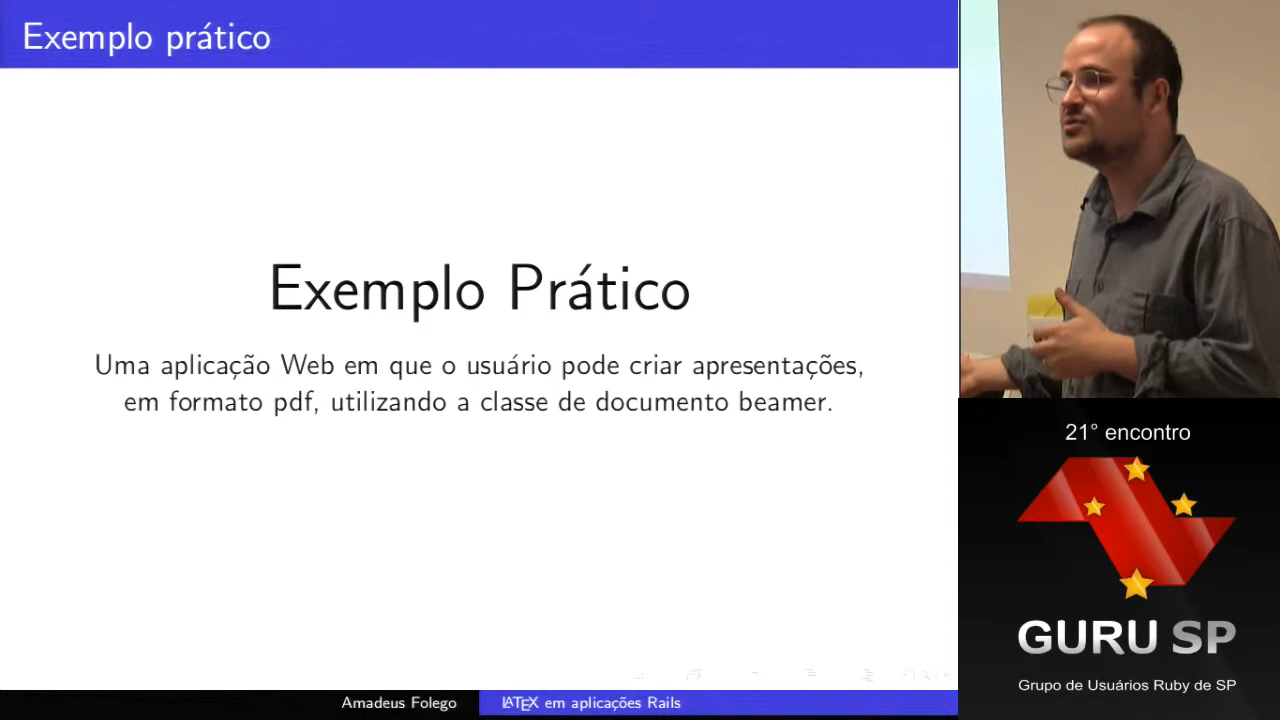 Exemplo prático
Exemplo Prático
Uma aplicação Web em que o usuário pode criar apresentações,
em formato pdf, utilizando a classe de documento beamer.
Amadeus Folego
LATEX em aplicações Rails
21° encontro
GURU SP
Grupo de Usuários Ruby de SP